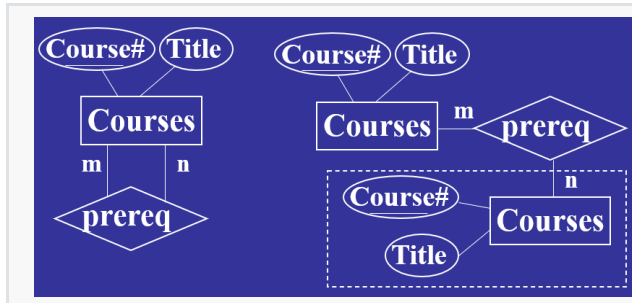 Course# Title
Courses
m n
prereq
Course# Title
Courses
m
prereq
n
Course#
Courses
Title